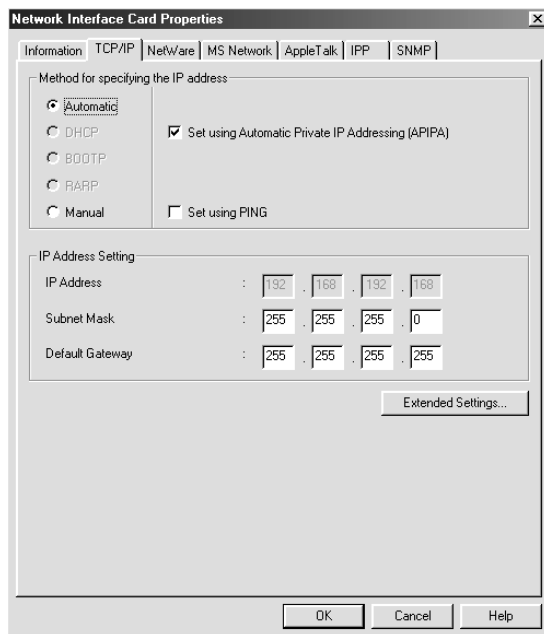 Network Interface Card Properties
Information TCP/IP NetWare MS Network AppleTalk IPP SNMP
Method for specifying the IP address
Automatic
DHCP Set using Automatic Private IP Addressing (APIPA)
BOOTP
RARP
Manual Set using PING
IP Address Setting
IP Address : 192 . 168 . 192 . 168
Subnet Mask : 255 . 255 . 255 . 0
Default Gateway : 255 . 255 . 255 . 255
Extended Settings...
OK Cancel Help